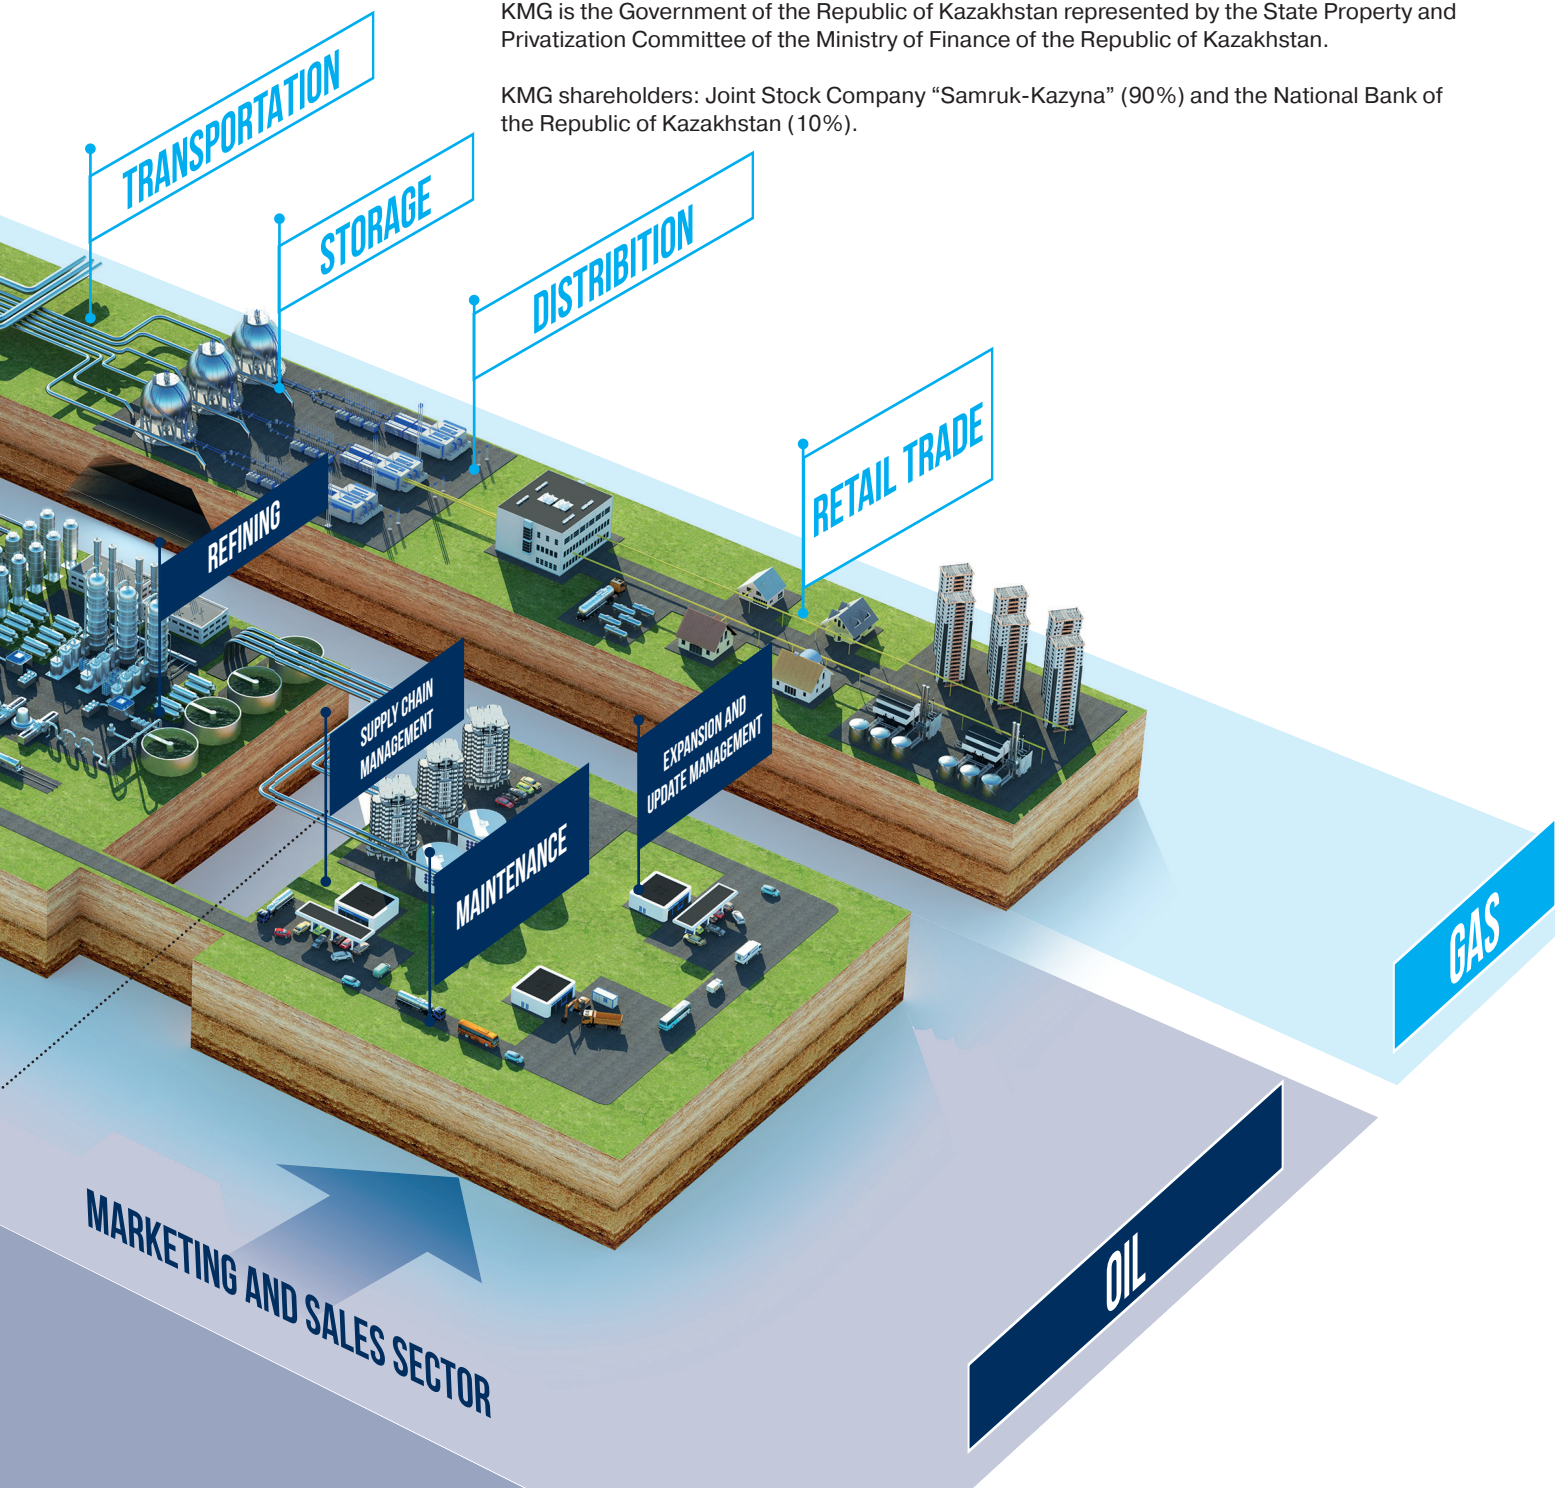 KMG is the Government of the Republic of Kazakhstan represented by the State Property and
Privatization Committee of the Ministry of Finance of the Republic of Kazakhstan.
KMG shareholders: Joint Stock Company “Samruk-Kazyna” (90%) and the National Bank of
the Republic of Kazakhstan (10%).
TRANSPORTATION
STORAGE
DISTRIBITION
RETAIL TRADE
REFINING
SUPPLY CHAIN
MANAGEMENT
EXPANSION AND
UPDATE MANAGEMENT
MAINTENANCE
GAS
OIL
MARKETING AND SALES SECTOR